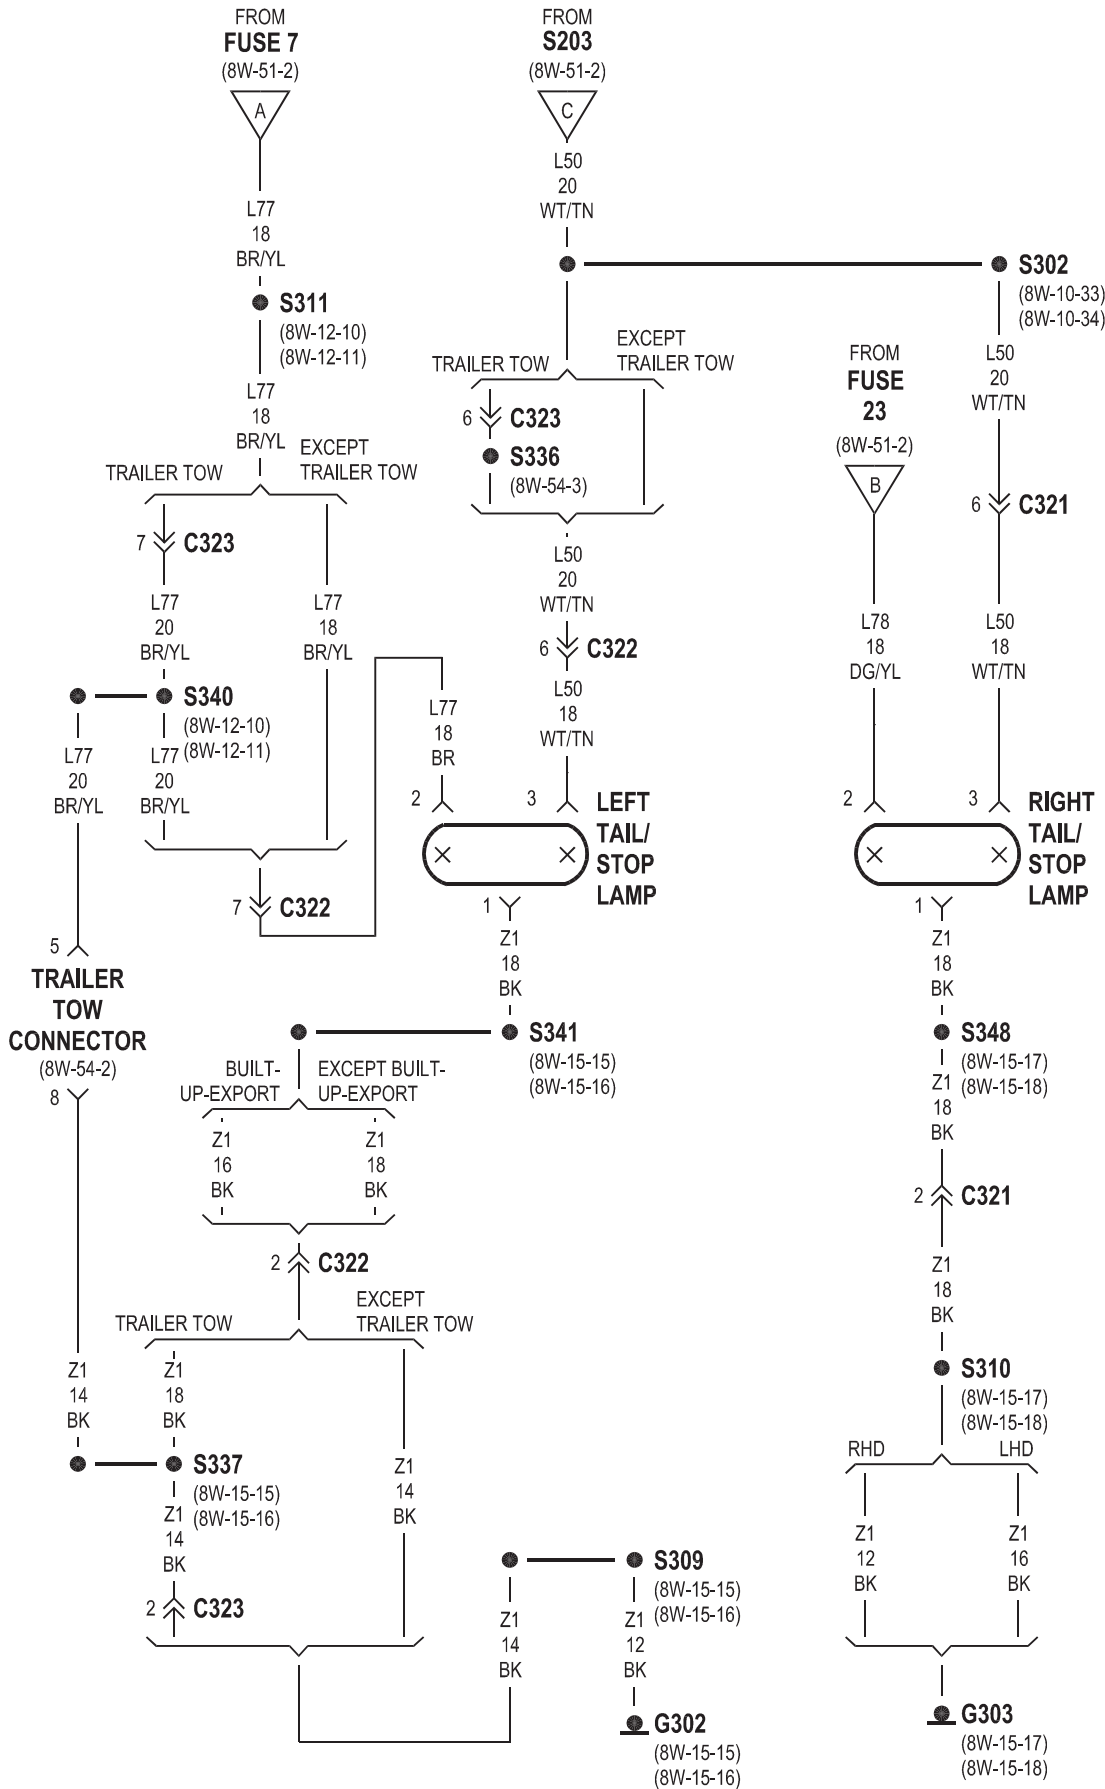 FROM
FUSE 7
(8W-51-2)
A
L77
18
BR/YL
S311
(8W-12-10)
(8W-12-11)
L77
18
BR/YL
TRAILER TOW
EXCEPT
TRAILER TOW
7
C323
L77
20
BR/YL
L77
18
BR/YL
S340
(8W-12-10)
(8W-12-11)
L77
20
BR/YL
L77
20
BR/YL
7
C322
L77
18
BR
5
TRAILER
TOW
CONNECTOR
(8W-54-2)
8
FROM
S203
(8W-51-2)
C
L50
20
WT/TN
S302
(8W-10-33)
(8W-10-34)
TRAILER TOW
EXCEPT
TRAILER TOW
6
C323
S336
(8W-54-3)
L50
20
WT/TN
6
C322
L50
18
WT/TN
2
3
LEFT
TAIL/
STOP
LAMP
1
Z1
18
BK
S341
(8W-15-15)
(8W-15-16)
BUILT-
UP-EXPORT
EXCEPT BUILT-
UP-EXPORT
Z1
16
BK
Z1
18
BK
2
C322
TRAILER TOW
EXCEPT
TRAILER TOW
Z1
14
BK
Z1
18
BK
S337
(8W-15-15)
(8W-15-16)
Z1
14
BK
Z1
14
BK
2
C323
Z1
14
BK
S309
(8W-15-15)
(8W-15-16)
Z1
12
BK
G302
(8W-15-15)
(8W-15-16)
FROM
FUSE
23
(8W-51-2)
B
L50
20
WT/TN
6
C321
L78
18
DG/YL
L50
18
WT/TN
2
3
RIGHT
TAIL/
STOP
LAMP
1
Z1
18
BK
S348
(8W-15-17)
(8W-15-18)
Z1
18
BK
2
C321
Z1
18
BK
S310
(8W-15-17)
(8W-15-18)
RHD
LHD
Z1
12
BK
Z1
16
BK
G303
(8W-15-17)
(8W-15-18)